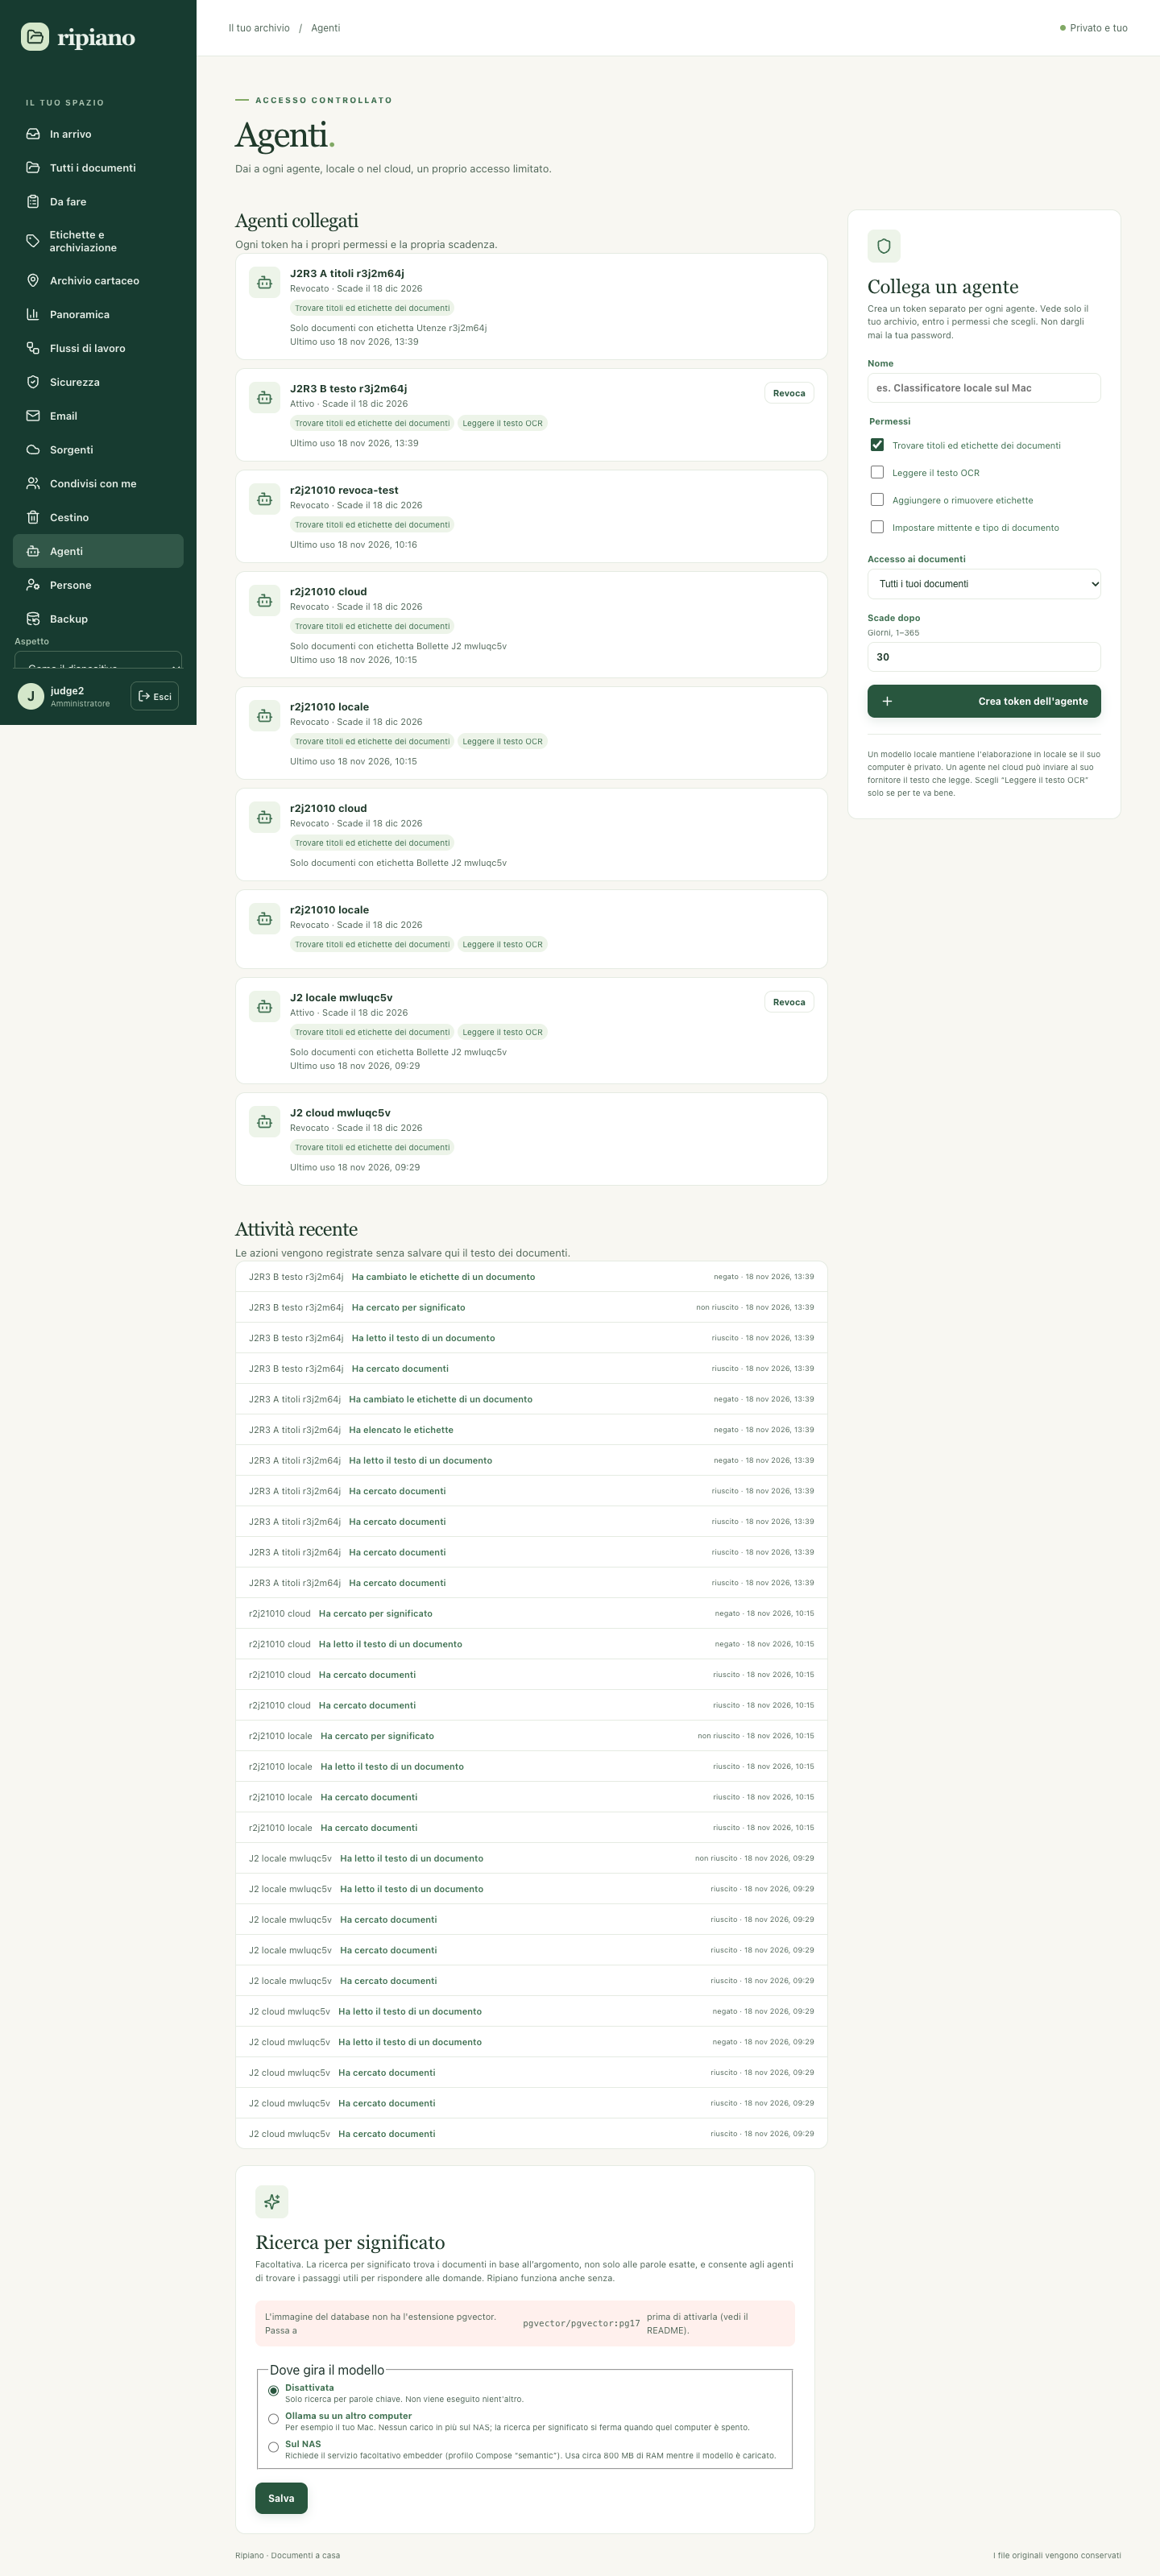 ripiano
IL TUO SPAZIO
In arrivo
Tutti i documenti
Da fare
Etichette e
archiviazione
Archivio cartaceo
Panoramica
Flussi di lavoro
Sicurezza
Email
Sorgenti
Condivisi con me
Cestino
Agenti
Persone
Backup
Aspetto
Come il dispositivo
J
judge2
Amministratore
Esci
Il tuo archivio / Agenti
Privato e tuo
ACCESSO CONTROLLATO
Agenti.
Dai a ogni agente, locale o nel cloud, un proprio accesso limitato.
Agenti collegati
Ogni token ha i propri permessi e la propria scadenza.
J2R3 A titoli r3j2m64j
Revocato · Scade il 18 dic 2026
Trovare titoli ed etichette dei documenti
Solo documenti con etichetta Utenze r3j2m64j
Ultimo uso 18 nov 2026, 13:39
J2R3 B testo r3j2m64j
Revoca
Attivo · Scade il 18 dic 2026
Trovare titoli ed etichette dei documenti Leggere il testo OCR
Ultimo uso 18 nov 2026, 13:39
r2j21010 revoca-test
Revocato · Scade il 18 dic 2026
Trovare titoli ed etichette dei documenti
Ultimo uso 18 nov 2026, 10:16
r2j21010 cloud
Revocato · Scade il 18 dic 2026
Trovare titoli ed etichette dei documenti
Solo documenti con etichetta Bollette J2 mwluqc5v
Ultimo uso 18 nov 2026, 10:15
r2j21010 locale
Revocato · Scade il 18 dic 2026
Trovare titoli ed etichette dei documenti Leggere il testo OCR
Ultimo uso 18 nov 2026, 10:15
r2j21010 cloud
Revocato · Scade il 18 dic 2026
Trovare titoli ed etichette dei documenti
Solo documenti con etichetta Bollette J2 mwluqc5v
r2j21010 locale
Revocato · Scade il 18 dic 2026
Trovare titoli ed etichette dei documenti Leggere il testo OCR
J2 locale mwluqc5v
Revoca
Attivo · Scade il 18 dic 2026
Trovare titoli ed etichette dei documenti Leggere il testo OCR
Solo documenti con etichetta Bollette J2 mwluqc5v
Ultimo uso 18 nov 2026, 09:29
J2 cloud mwluqc5v
Revocato · Scade il 18 dic 2026
Trovare titoli ed etichette dei documenti
Ultimo uso 18 nov 2026, 09:29
Collega un agente
Crea un token separato per ogni agente. Vede solo il
tuo archivio, entro i permessi che scegli. Non dargli
mai la tua password.
Nome
es. Classificatore locale sul Mac
Permessi
Trovare titoli ed etichette dei documenti
Leggere il testo OCR
Aggiungere o rimuovere etichette
Impostare mittente e tipo di documento
Accesso ai documenti
Tutti i tuoi documenti
Scade dopo
Giorni, 1–365
30
Crea token dell'agente
Un modello locale mantiene l'elaborazione in locale se il suo
computer è privato. Un agente nel cloud può inviare al suo
fornitore il testo che legge. Scegli "Leggere il testo OCR"
solo se per te va bene.
Attività recente
Le azioni vengono registrate senza salvare qui il testo dei documenti.
J2R3 B testo r3j2m64j Ha cambiato le etichette di un documento negato · 18 nov 2026, 13:39
J2R3 B testo r3j2m64j Ha cercato per significato non riuscito · 18 nov 2026, 13:39
J2R3 B testo r3j2m64j Ha letto il testo di un documento riuscito · 18 nov 2026, 13:39
J2R3 B testo r3j2m64j Ha cercato documenti riuscito · 18 nov 2026, 13:39
J2R3 A titoli r3j2m64j Ha cambiato le etichette di un documento negato · 18 nov 2026, 13:39
J2R3 A titoli r3j2m64j Ha elencato le etichette negato · 18 nov 2026, 13:39
J2R3 A titoli r3j2m64j Ha letto il testo di un documento negato · 18 nov 2026, 13:39
J2R3 A titoli r3j2m64j Ha cercato documenti riuscito · 18 nov 2026, 13:39
J2R3 A titoli r3j2m64j Ha cercato documenti riuscito · 18 nov 2026, 13:39
J2R3 A titoli r3j2m64j Ha cercato documenti riuscito · 18 nov 2026, 13:39
J2R3 A titoli r3j2m64j Ha cercato documenti riuscito · 18 nov 2026, 13:39
r2j21010 cloud Ha cercato per significato negato · 18 nov 2026, 10:15
r2j21010 cloud Ha letto il testo di un documento negato · 18 nov 2026, 10:15
r2j21010 cloud Ha cercato documenti riuscito · 18 nov 2026, 10:15
r2j21010 cloud Ha cercato documenti riuscito · 18 nov 2026, 10:15
r2j21010 locale Ha cercato per significato non riuscito · 18 nov 2026, 10:15
r2j21010 locale Ha letto il testo di un documento riuscito · 18 nov 2026, 10:15
r2j21010 locale Ha cercato documenti riuscito · 18 nov 2026, 10:15
r2j21010 locale Ha cercato documenti riuscito · 18 nov 2026, 10:15
J2 locale mwluqc5v Ha letto il testo di un documento non riuscito · 18 nov 2026, 09:29
J2 locale mwluqc5v Ha letto il testo di un documento riuscito · 18 nov 2026, 09:29
J2 locale mwluqc5v Ha cercato documenti riuscito · 18 nov 2026, 09:29
J2 locale mwluqc5v Ha cercato documenti riuscito · 18 nov 2026, 09:29
J2 locale mwluqc5v Ha cercato documenti riuscito · 18 nov 2026, 09:29
J2 cloud mwluqc5v Ha letto il testo di un documento negato · 18 nov 2026, 09:29
J2 cloud mwluqc5v Ha letto il testo di un documento negato · 18 nov 2026, 09:29
J2 cloud mwluqc5v Ha cercato documenti riuscito · 18 nov 2026, 09:29
J2 cloud mwluqc5v Ha cercato documenti riuscito · 18 nov 2026, 09:29
J2 cloud mwluqc5v Ha cercato documenti riuscito · 18 nov 2026, 09:29
Ricerca per significato
Facoltativa. La ricerca per significato trova i documenti in base all'argomento, non solo alle parole esatte, e consente agli agenti
di trovare i passaggi utili per rispondere alle domande. Ripiano funziona anche senza.
L'immagine del database non ha l'estensione pgvector.
Passa a
pgvector/pgvector:pg17
prima di attivarla (vedi il
README).
Dove gira il modello
Disattivata
Solo ricerca per parole chiave. Non viene eseguito nient'altro.
Ollama su un altro computer
Per esempio il tuo Mac. Nessun carico in più sul NAS; la ricerca per significato si ferma quando quel computer è spento.
Sul NAS
Richiede il servizio facoltativo embedder (profilo Compose "semantic"). Usa circa 800 MB di RAM mentre il modello è caricato.
Salva
Ripiano · Documenti a casa
I file originali vengono conservati